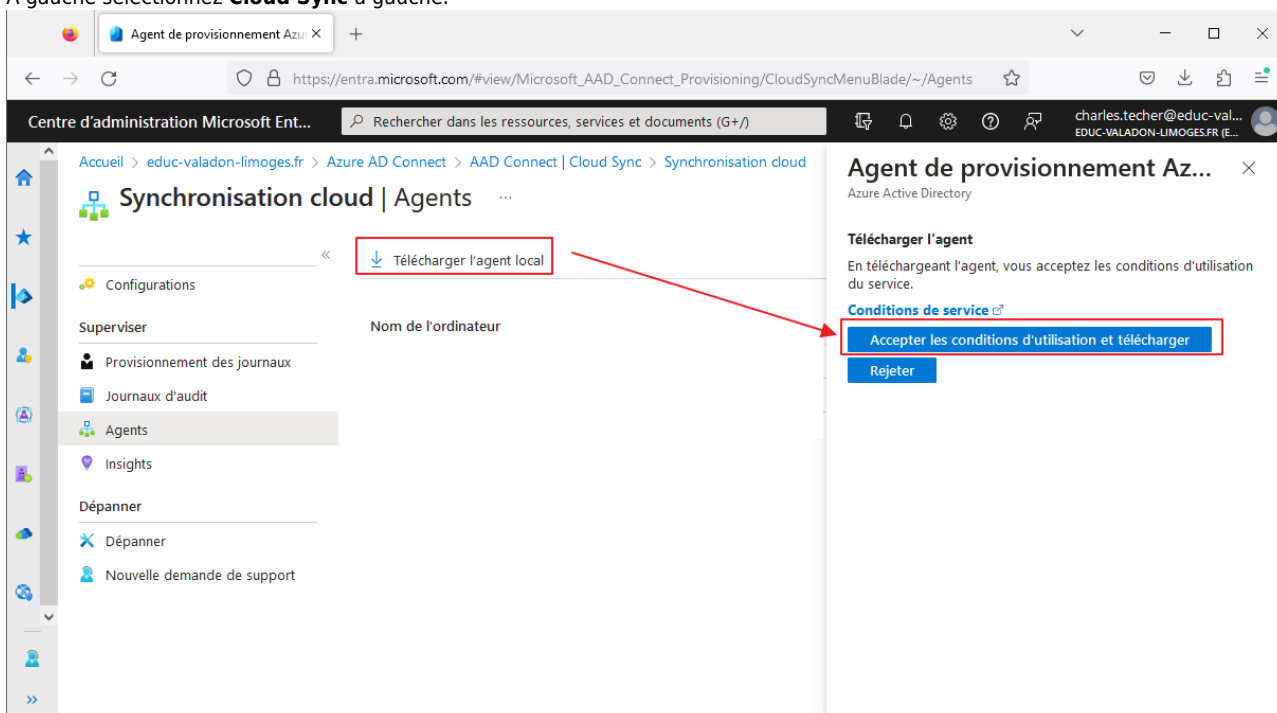 A gauche sélectionnez Cloud Sync à gauche.
Agent de provisionnement Azu
https://entra.microsoft.com/#view/Microsoft_AAD_Connect_Provisioning/CloudSyncMenuBlade/~/Agents
Centre d'administration Microsoft Ent...
Rechercher dans les ressources, services et documents (G+/)
charles.techer@educ-val...
EDUC-VALADON-LIMOGES.FR (E...
Accueil > educ-valadon-limoges.fr > Azure AD Connect > AAD Connect | Cloud Sync > Synchronisation cloud
Synchronisation cloud | Agents ...
«
Télécharger l'agent local
Configurations
Superviser
Nom de l'ordinateur
Provisionnement des journaux
Journaux d'audit
Agents
Insights
Dépanner
Dépanner
Nouvelle demande de support
»
Agent de provisionnement Az...
Azure Active Directory
Télécharger l'agent
En téléchargeant l'agent, vous acceptez les conditions d'utilisation
du service.
Conditions de service
Accepter les conditions d'utilisation et télécharger
Rejeter